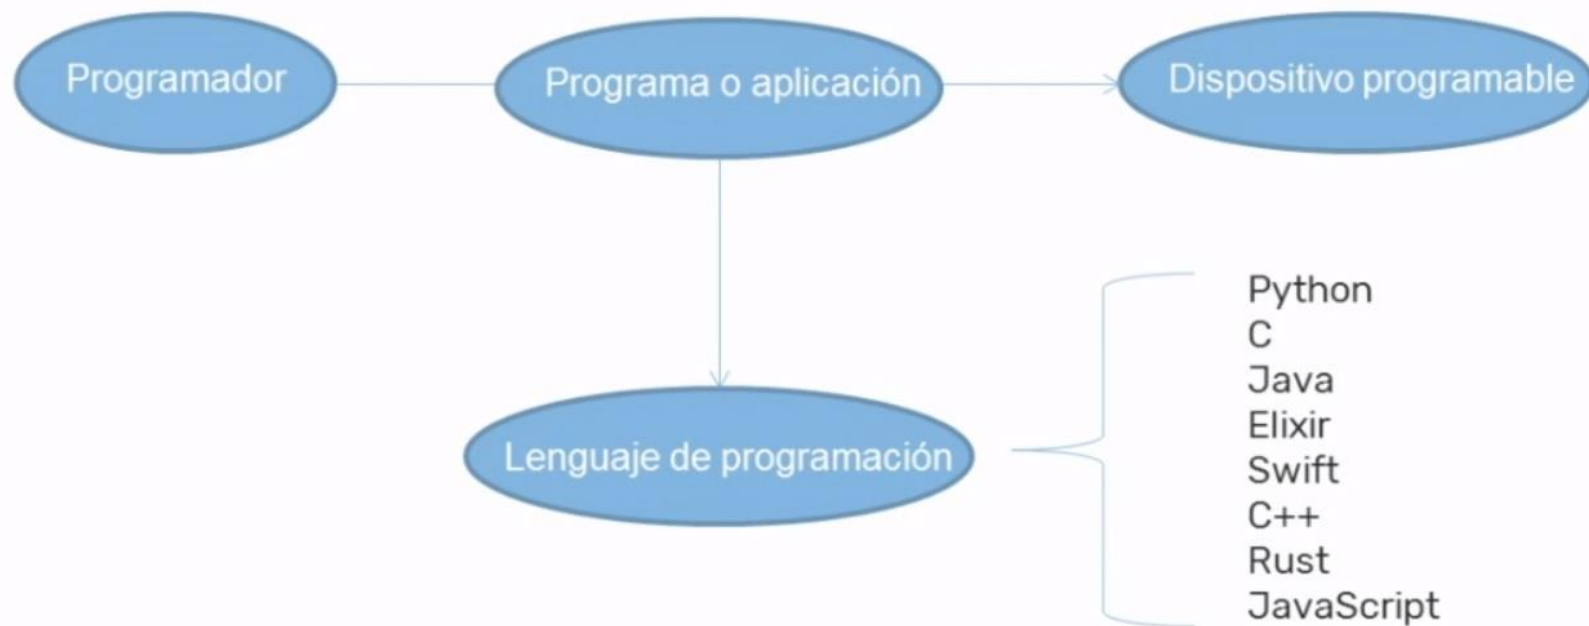 Programador
Programa o aplicación
Dispositivo programable
Lenguaje de programación
Python
C
Java
Elixir
Swift
C++
Rust
JavaScript